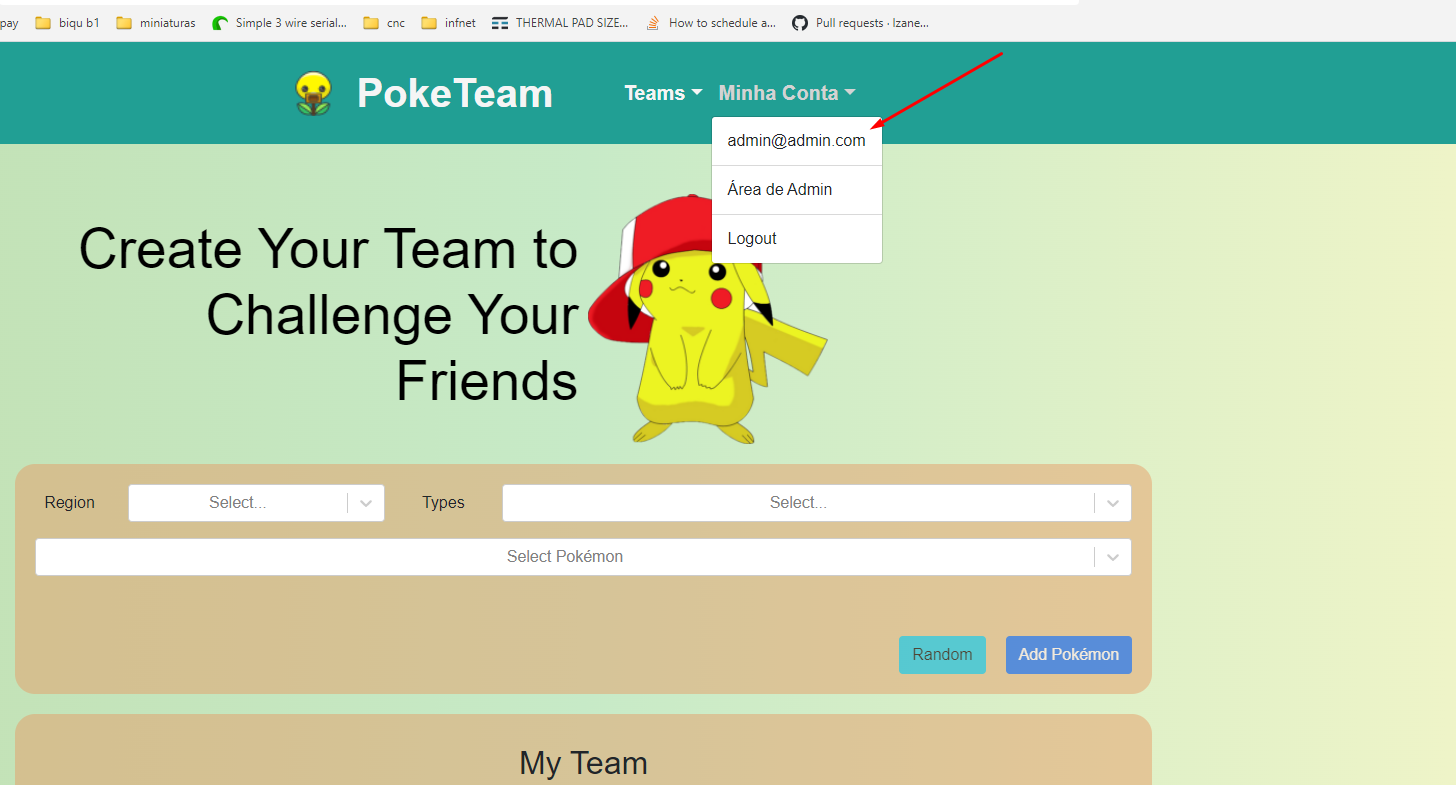 pay biqu b1 miniaturas Simple 3 wire serial... cnc infnet THERMAL PAD SIZE... How to schedule a... Pull requests · Izane...
PokeTeam Teams Minha Conta
admin@admin.com
Área de Admin
Logout
Create Your Team to
Challenge Your
Friends
Region Select... Types Select...
Select Pokémon
Random Add Pokémon
My Team